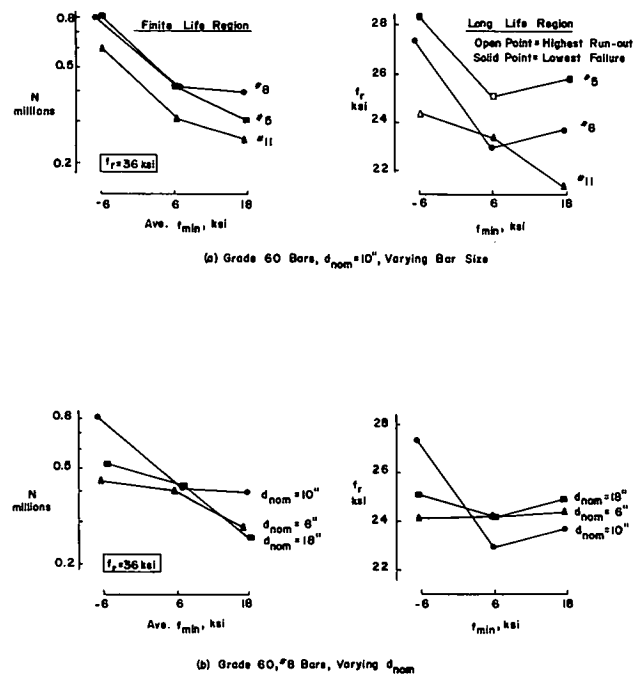 Finite Life Region
0.8
0.5
0.2
N
millions
#8
#5
#11
fr=36 ksi
-6 6 18
Ave. fmin, ksi
Long Life Region
Open Point=Highest Run-out
Solid Point=Lowest Failure
28
26
24
22
fr
ksi
#5
#8
#11
-6 6 18
fmin, ksi
(a) Grade 60 Bars, dnom=10", Varying Bar Size
0.8
0.5
0.2
N
millions
dnom=10"
dnom=6"
dnom=18"
fr=36 ksi
-6 6 18
Ave. fmin, ksi
28
26
24
22
fr
ksi
dnom=18"
dnom=6"
dnom=10"
-6 6 18
fmin, ksi
(b) Grade 60, #8 Bars, Varying dnom